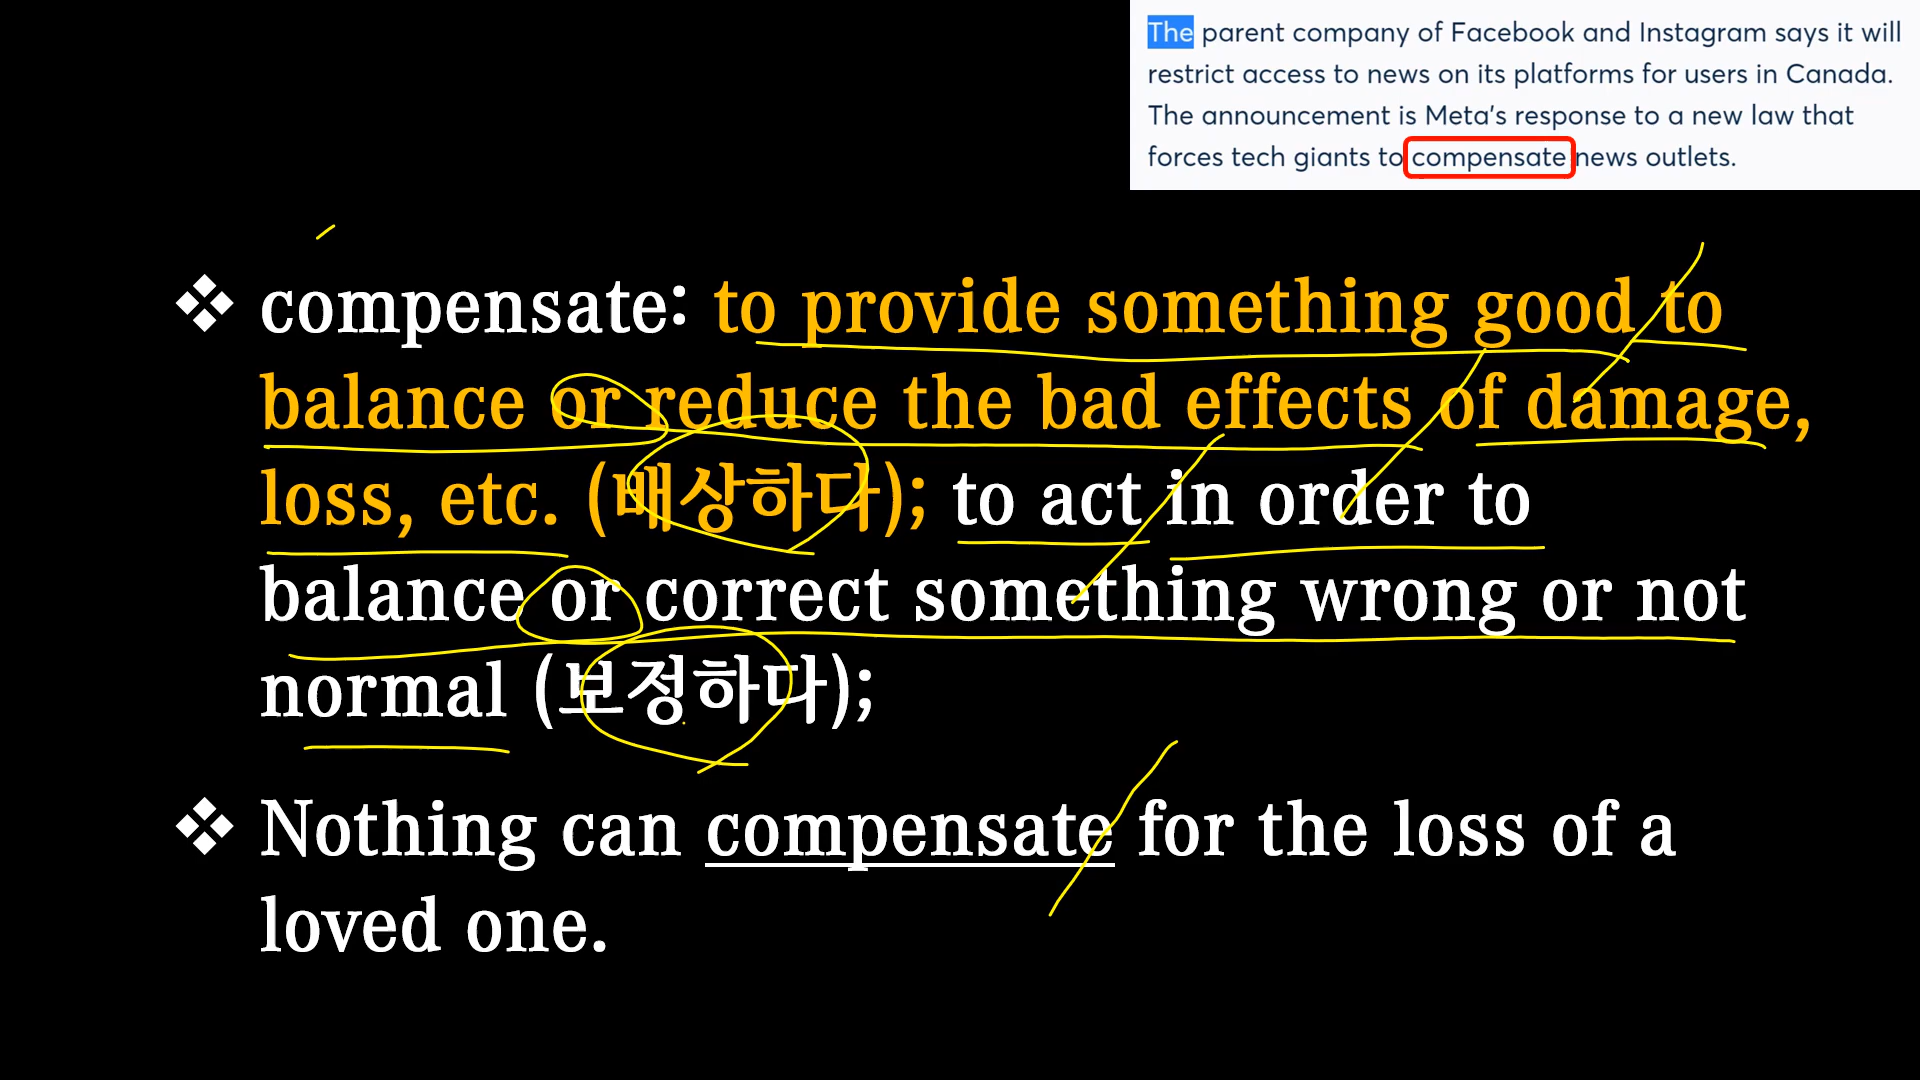 The parent company of Facebook and Instagram says it will
restrict access to news on its platforms for users in Canada.
The announcement is Meta's response to a new law that
forces tech giants to compensate news outlets.
❖ compensate: to provide something good to
balance or reduce the bad effects of damage,
loss, etc. (배상하다); to act in order to
balance or correct something wrong or not
normal (보정하다);
❖ Nothing can compensate for the loss of a
loved one.